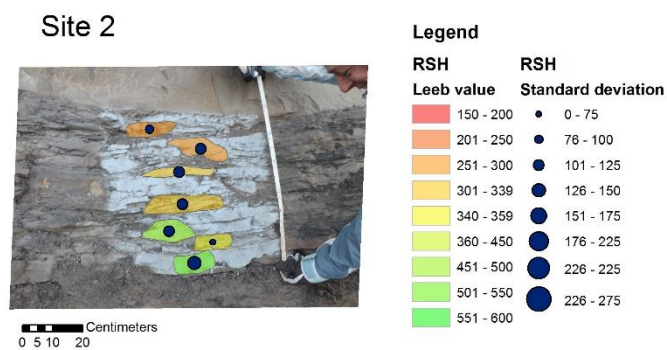 Site 2
Legend
RSH RSH
Leeb value Standard deviation
150 - 200 0 - 75
201 - 250 76 - 100
251 - 300 101 - 125
301 - 339 126 - 150
340 - 359 151 - 175
360 - 450 176 - 225
451 - 500 226 - 225
501 - 550 226 - 275
551 - 600
Centimeters
0 5 10 20